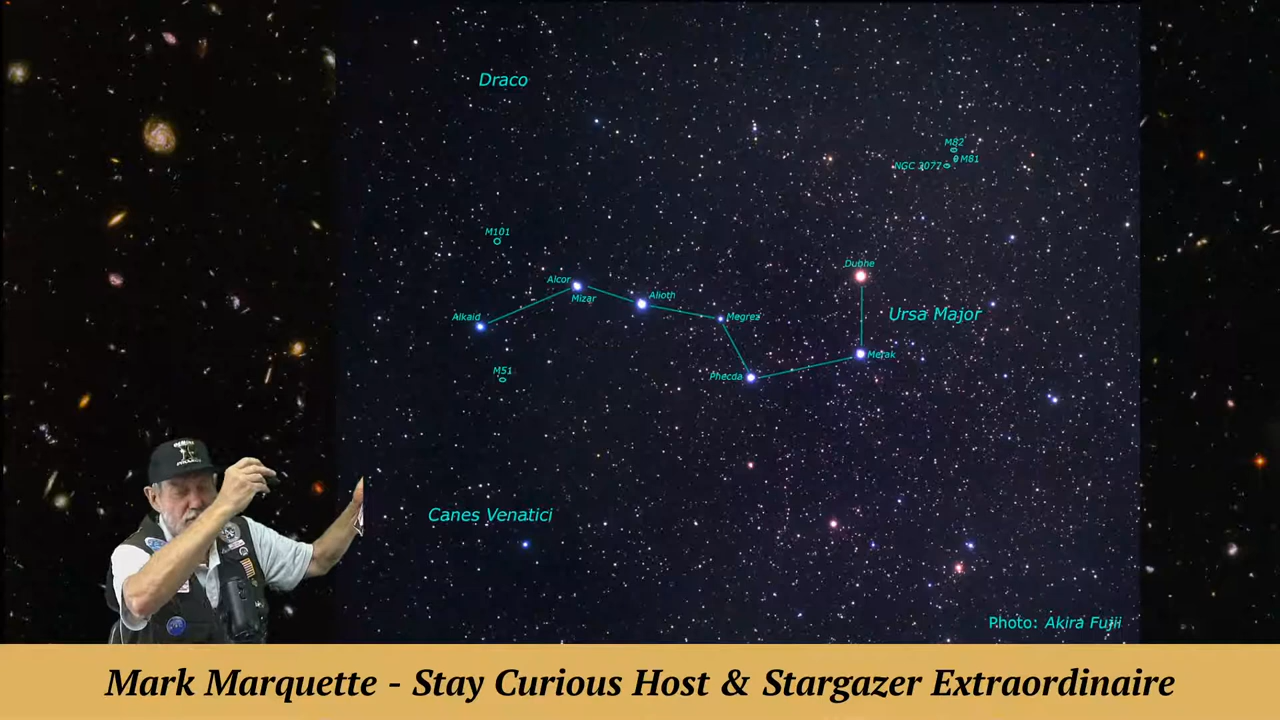 Draco
M82
M81
NGC 3077
M101
Dubhe
Alcor
Mizar
Alioth
Ursa Major
Alkaid
Megrez
Merak
M51
Phecda
Canes Venatici
Photo: Akira Fujii
Mark Marquette - Stay Curious Host & Stargazer Extraordinaire